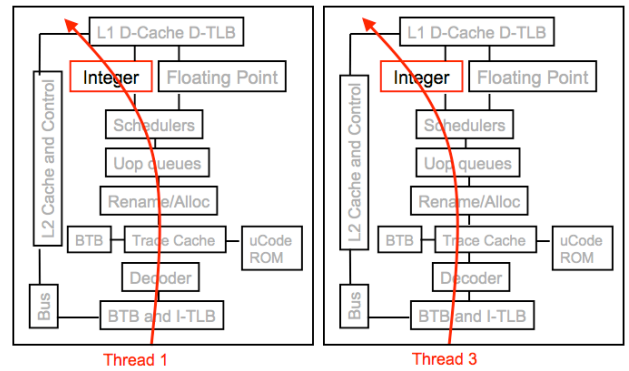 L1 D-Cache D-TLB
Integer
Floating Point
L2 Cache and Control
Schedulers
Uop queues
Rename/Alloc
BTB
Trace Cache
uCode
ROM
Decoder
Bus
BTB and I-TLB
Thread 1
L1 D-Cache D-TLB
Integer
Floating Point
L2 Cache and Control
Schedulers
Uop queues
Rename/Alloc
BTB
Trace Cache
uCode
ROM
Decoder
Bus
BTB and I-TLB
Thread 3